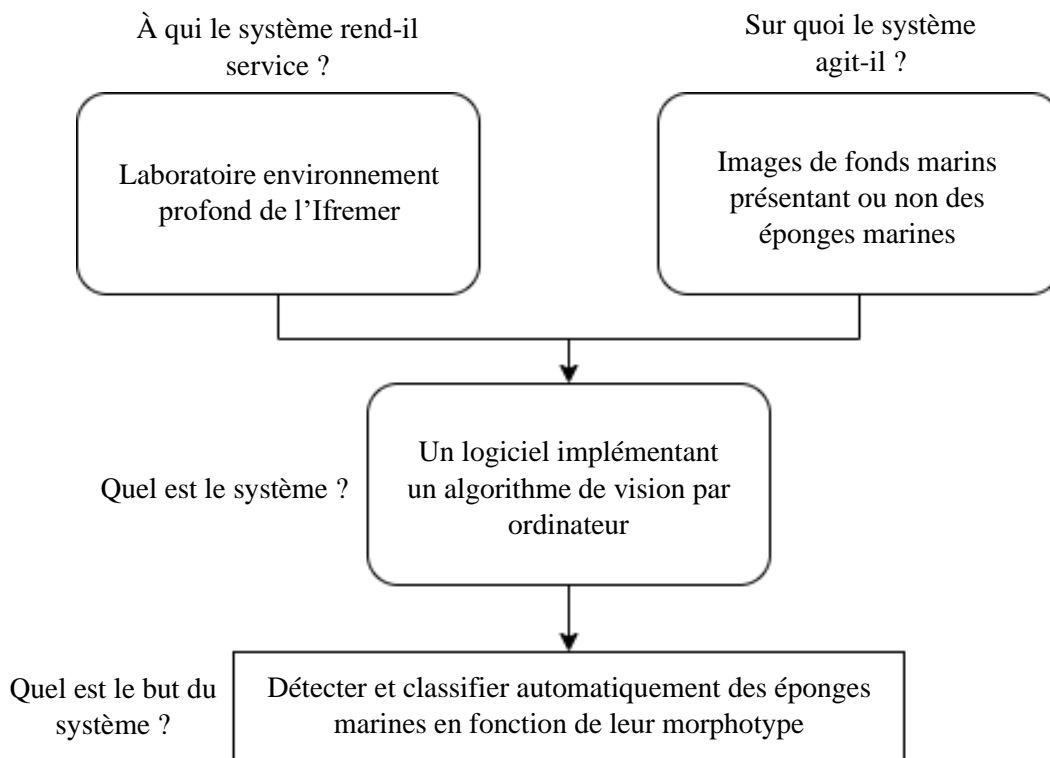 À qui le système rend-il
service ?
Sur quoi le système
agit-il ?
Laboratoire environnement
profond de l’Ifremer
Images de fonds marins
présentant ou non des
éponges marines
Quel est le système ?
Un logiciel implémentant
un algorithme de vision par
ordinateur
Quel est le but du
système ?
Détecter et classifier automatiquement des éponges
marines en fonction de leur morphotype